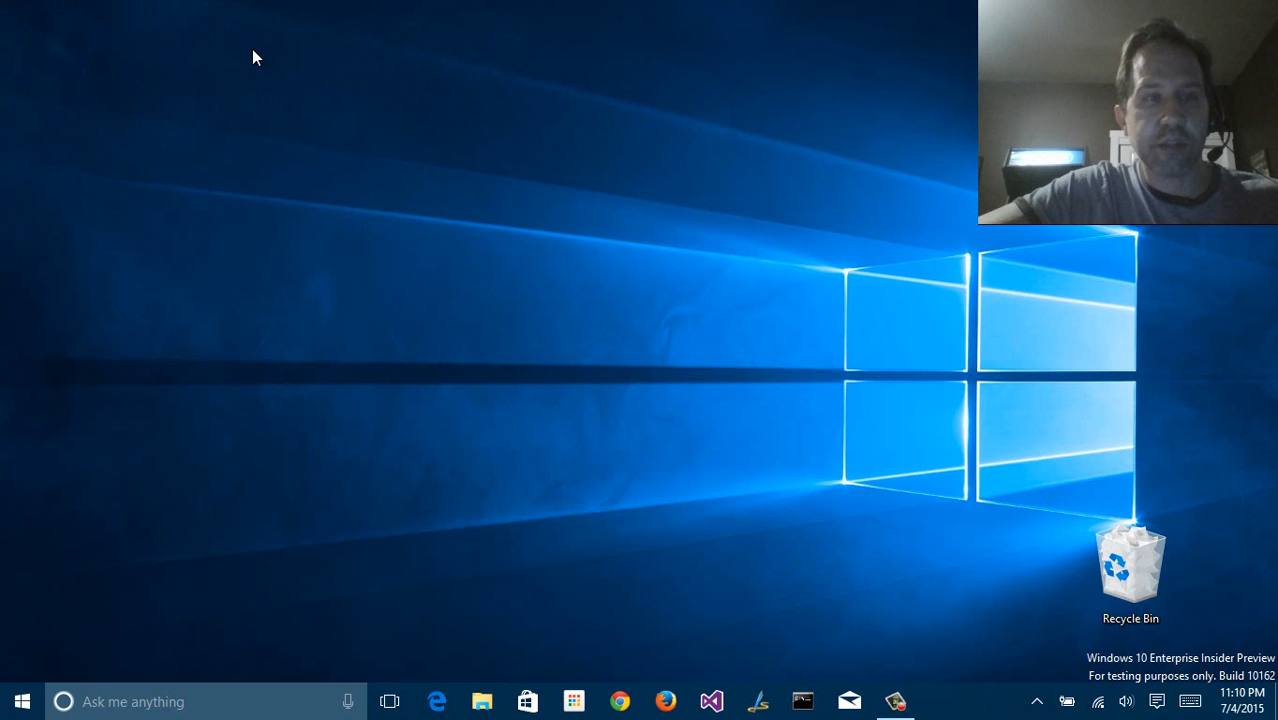 Recycle Bin
Windows 10 Enterprise Insider Preview
For testing purposes only. Build 10162
Ask me anything
11:10 PM
7/4/2015